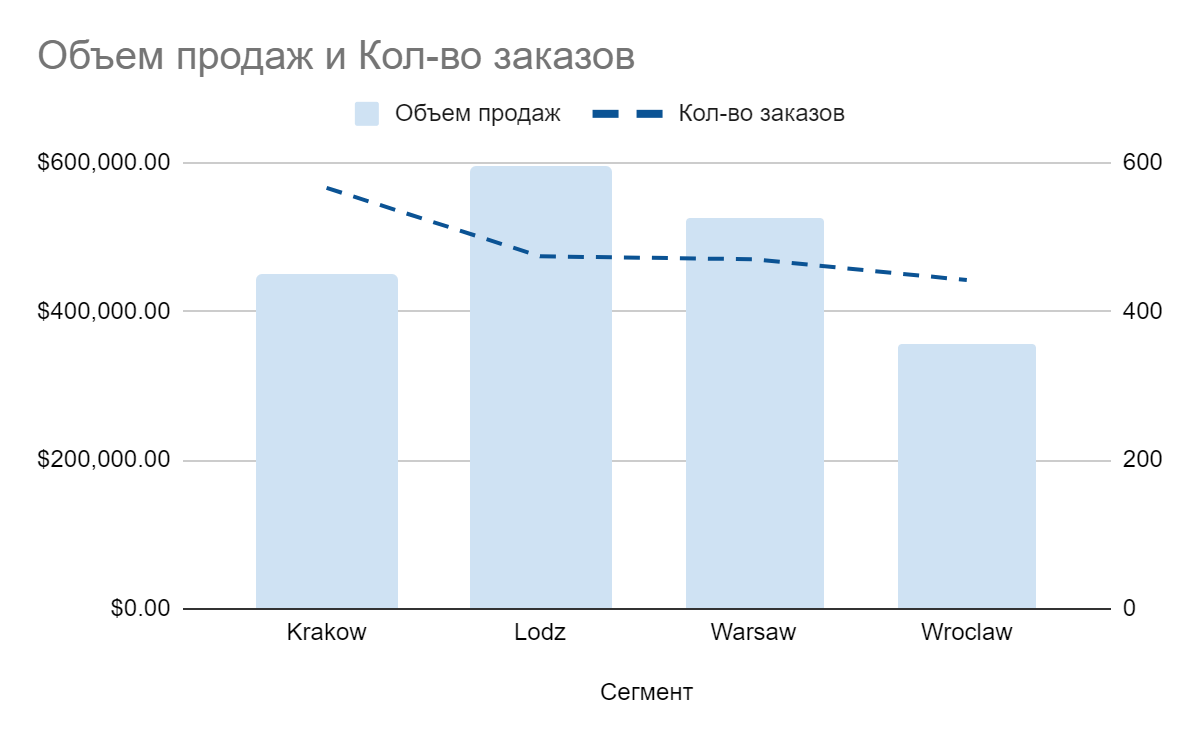 Объем продаж и Кол-во заказов
Объем продаж Кол-во заказов
$600,000.00 600
$400,000.00 400
$200,000.00 200
$0.00 0
Krakow Lodz Warsaw Wroclaw
Сегмент